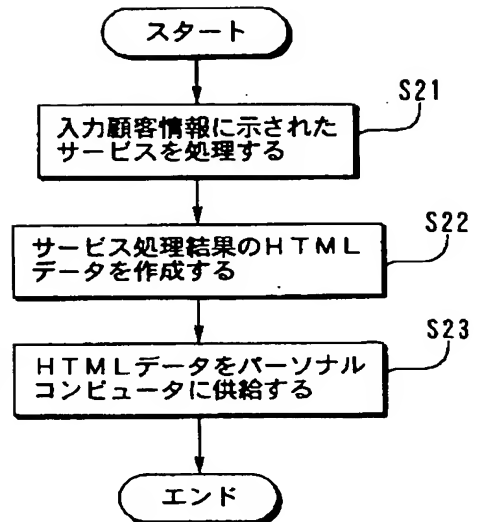 スタート
S21
入力顧客情報に示された
サービスを処理する
S22
サービス処理結果のHTML
データを作成する
S23
HTMLデータをパーソナル
コンピュータに供給する
エンド